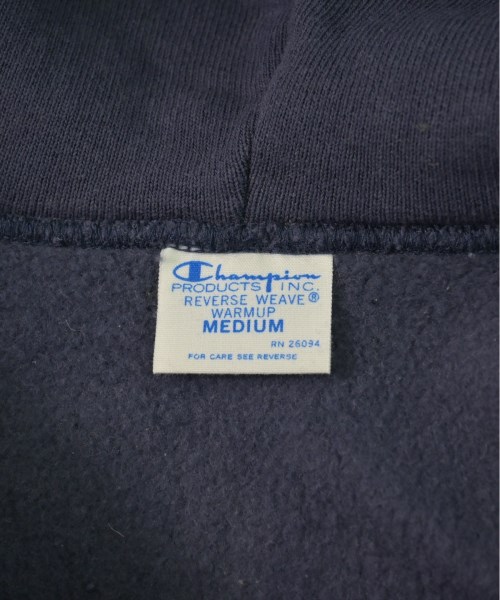 Champion
PRODUCTS INC.
REVERSE WEAVE®
WARMUP
MEDIUM
RN 26094
FOR CARE SEE REVERSE